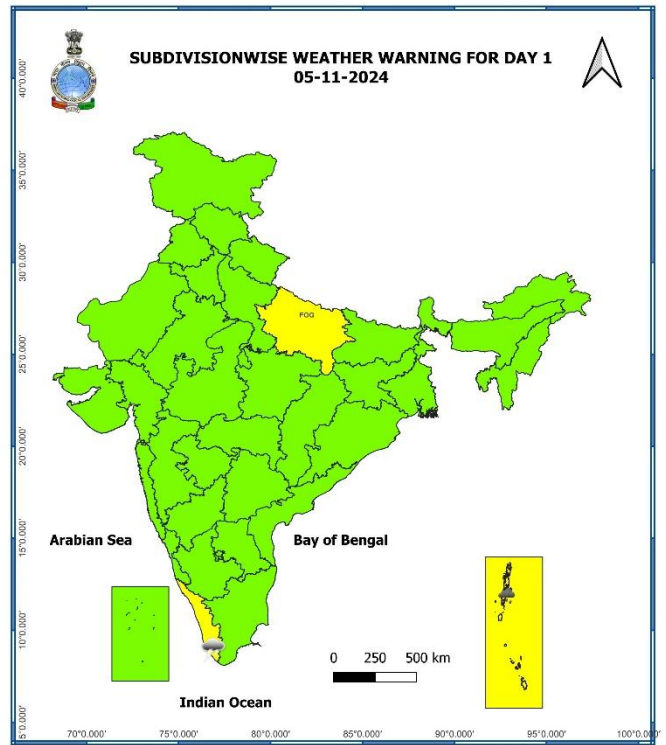 SUBDIVISIONWISE WEATHER WARNING FOR DAY 1
05-11-2024
40°0.000'
35°0.000'
30°0.000'
25°0.000'
20°0.000'
15°0.000'
10°0.000'
5°0.000'
FOG
Arabian Sea
Bay of Bengal
0 250 500 km
Indian Ocean
70°0.000' 75°0.000' 80°0.000' 85°0.000' 90°0.000' 95°0.000' 100°0.000'